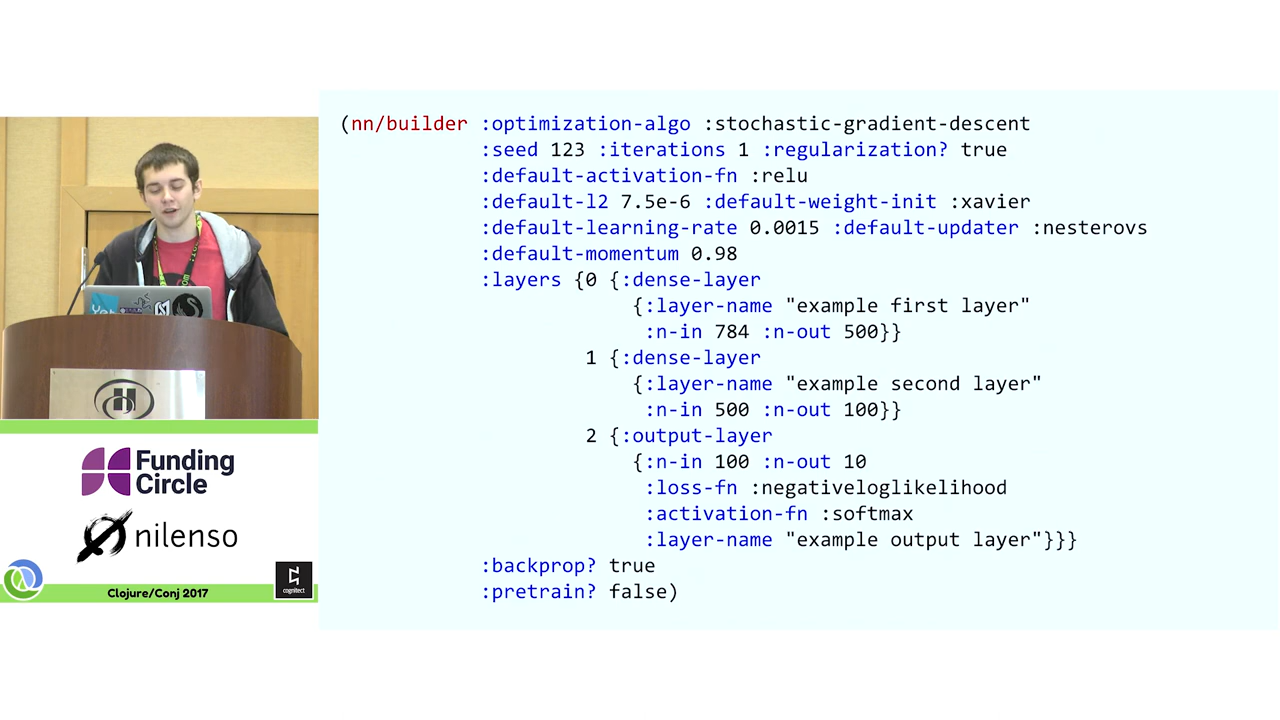 (nn/builder :optimization-algo :stochastic-gradient-descent
:seed 123 :iterations 1 :regularization? true
:default-activation-fn :relu
:default-l2 7.5e-6 :default-weight-init :xavier
:default-learning-rate 0.0015 :default-updater :nesterovs
:default-momentum 0.98
:layers {0 {:dense-layer
{:layer-name "example first layer"
:n-in 784 :n-out 500}}
1 {:dense-layer
{:layer-name "example second layer"
:n-in 500 :n-out 100}}
2 {:output-layer
{:n-in 100 :n-out 10
:loss-fn :negativeloglikelihood
:activation-fn :softmax
:layer-name "example output layer"}}}
:backprop? true
:pretrain? false)
Funding
Circle
nilenso
cognitect
Clojure/Conj 2017